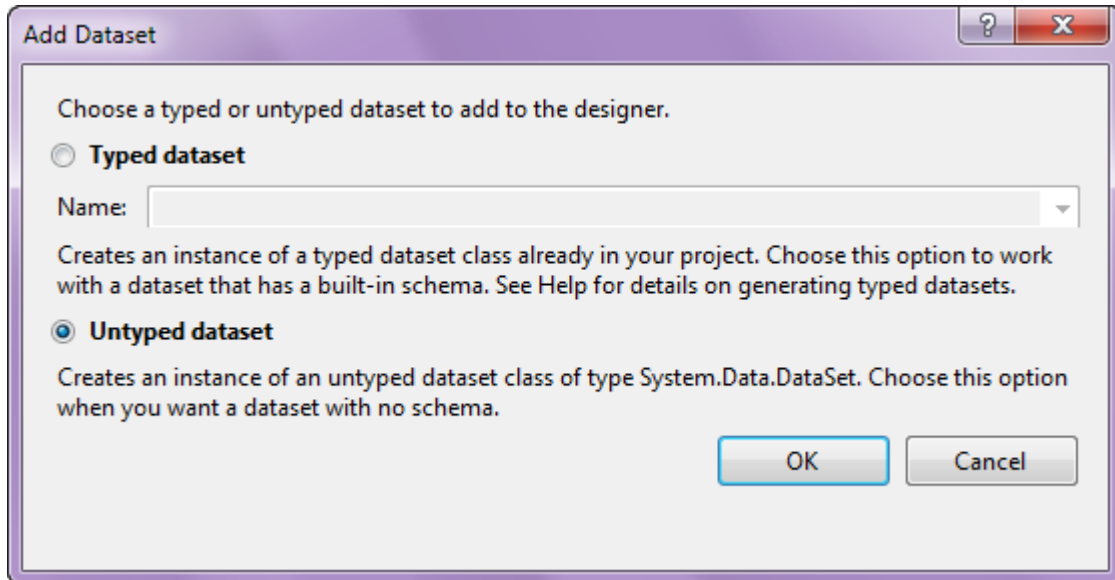 Add Dataset
?
X
Choose a typed or untyped dataset to add to the designer.
Typed dataset
Name:
Creates an instance of a typed dataset class already in your project. Choose this option to work
with a dataset that has a built-in schema. See Help for details on generating typed datasets.
Untyped dataset
Creates an instance of an untyped dataset class of type System.Data.DataSet. Choose this option
when you want a dataset with no schema.
OK
Cancel